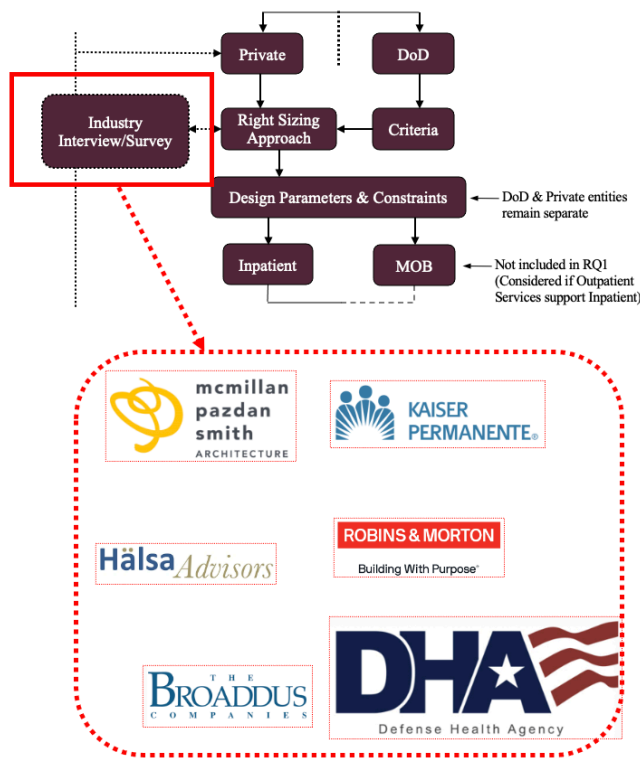 Private
DoD
Industry
Interview/Survey
Right Sizing
Approach
Criteria
Design Parameters & Constraints
DoD & Private entities
remain separate
Inpatient
MOB
Not included in RQ1
(Considered if Outpatient
Services support Inpatient)
mcmillan
pazdan
smith
ARCHITECTURE
KAISER
PERMANENTE®
Hälsa Advisors
ROBINS & MORTON
Building With Purpose®
THE
BROADDUS
COMPANIES
DHA
Defense Health Agency